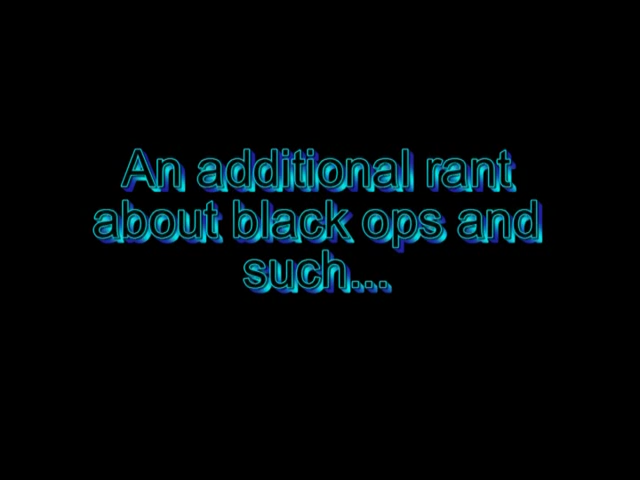 An additional rant
about black ops and
such...